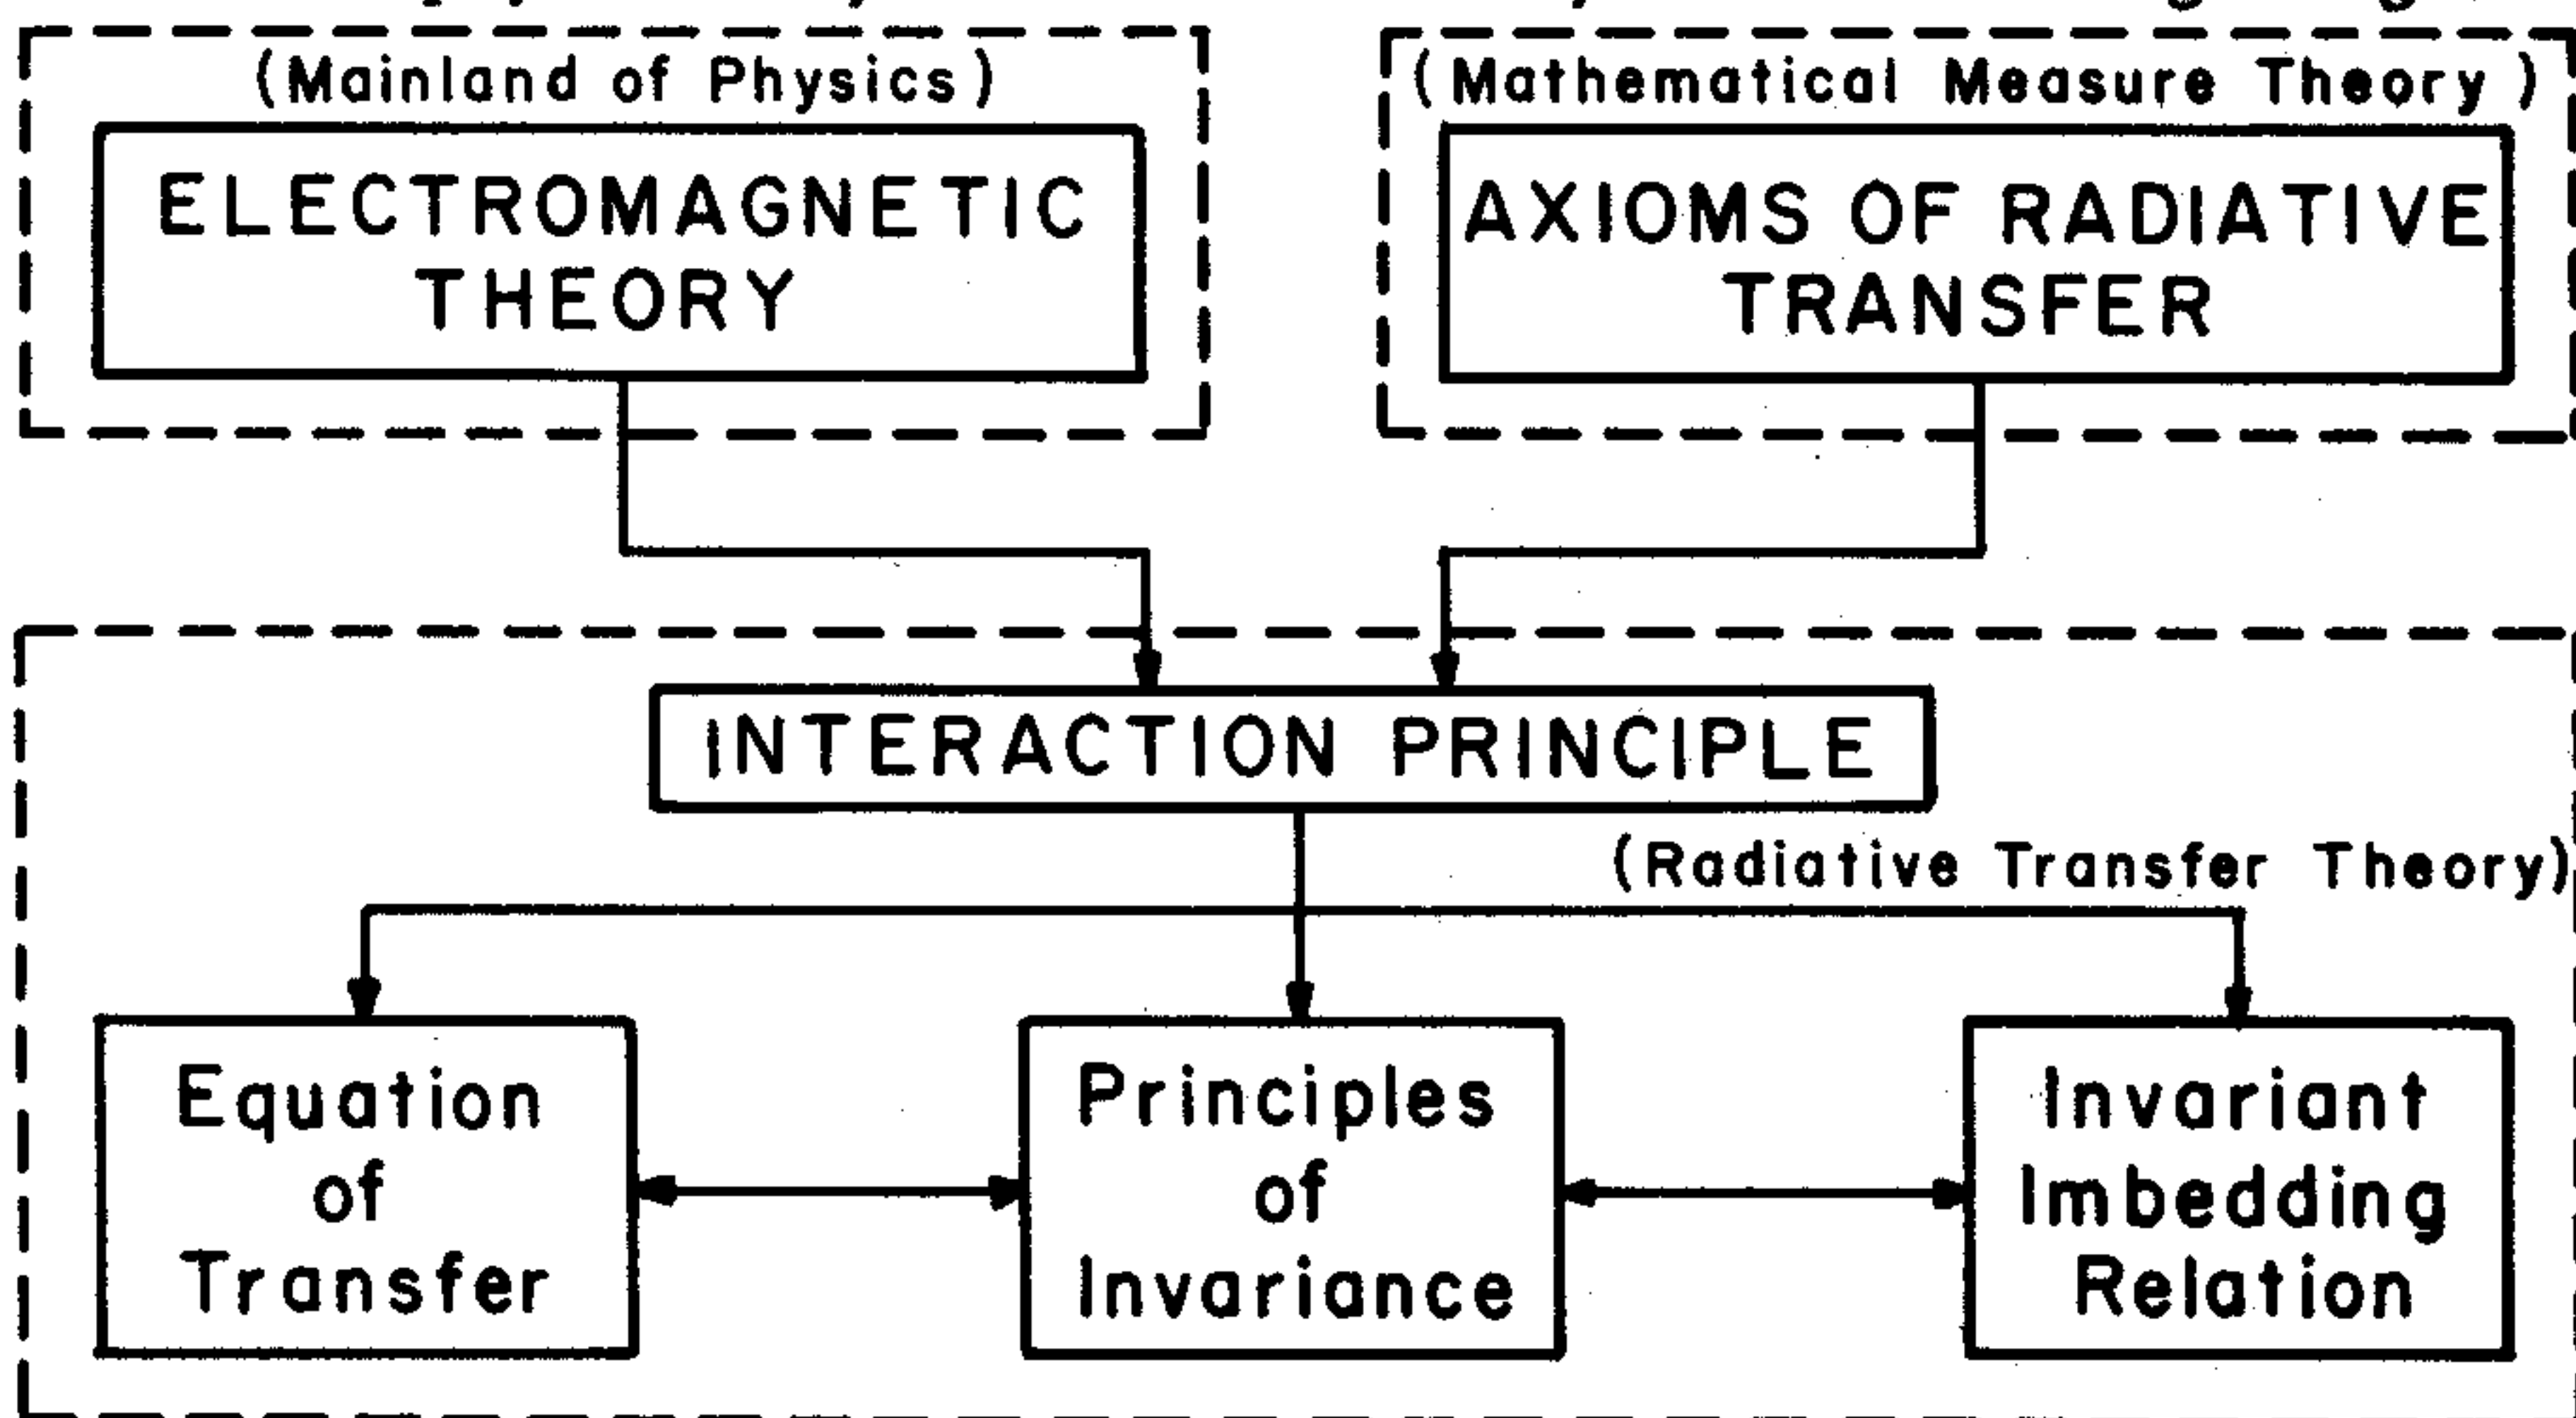 (Mainland of Physics)
ELECTROMAGNETIC
THEORY
(Mathematical Measure Theory)
AXIOMS OF RADIATIVE
TRANSFER
INTERACTION PRINCIPLE
(Radiative Transfer Theory)
Equation
of
Transfer
Principles
of
Invariance
Invariant
Imbedding
Relation